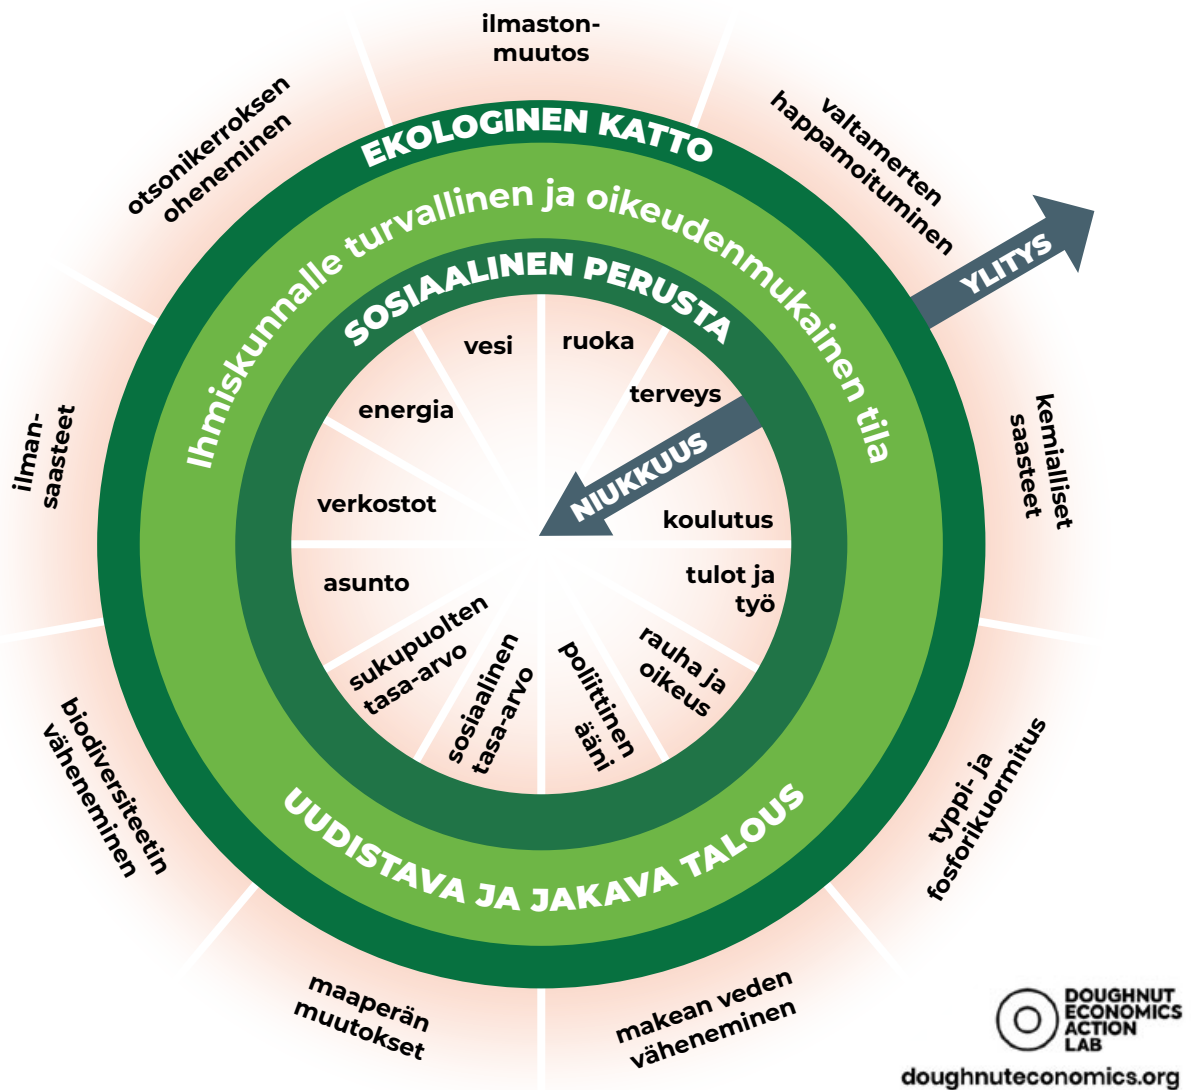 ilmaston-
muutos
valtamerten
happamoituminen
kemialliset
saasteet
typpi- ja
fosforikuormitus
makean veden
väheneminen
maaperän
muutokset
biodiversiteetin
väheneminen
ilman-
saasteet
otsonikerroksen
oheneminen
YLITYS
EKOLOGINEN KATTO
Ihmiskunnalle turvallinen ja oikeudenmukainen tila
SOSIAALINEN PERUSTA
vesi
ruoka
terveys
NIUKKUUS
koulutus
tulot ja
työ
rauha ja
oikeus
poliittinen
ääni
sosiaalinen
tasa-arvo
sukupuolten
tasa-arvo
asunto
verkostot
energia
UUDISTAVA JA JAKAVA TALOUS
DOUGHNUT
ECONOMICS
ACTION
LAB
doughnuteconomics.org